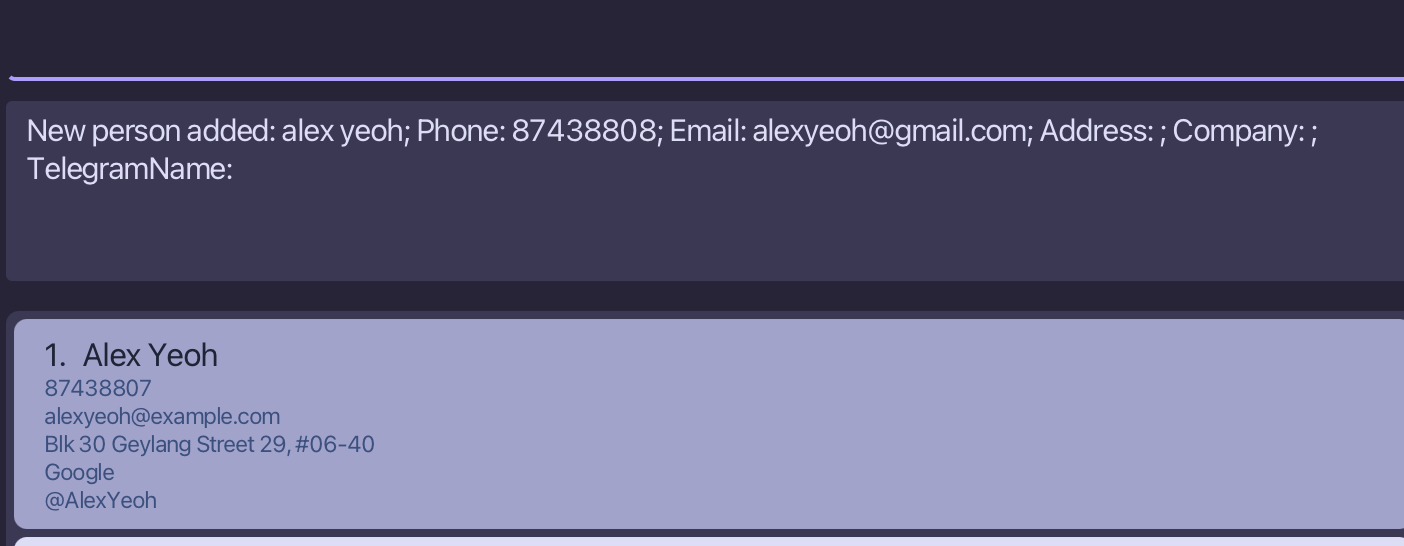 New person added: alex yeoh; Phone: 87438808; Email: alexyeoh@gmail.com; Address: ; Company: ;
TelegramName:
1. Alex Yeoh
87438807
alexyeoh@example.com
Blk 30 Geylang Street 29, #06-40
Google
@AlexYeoh